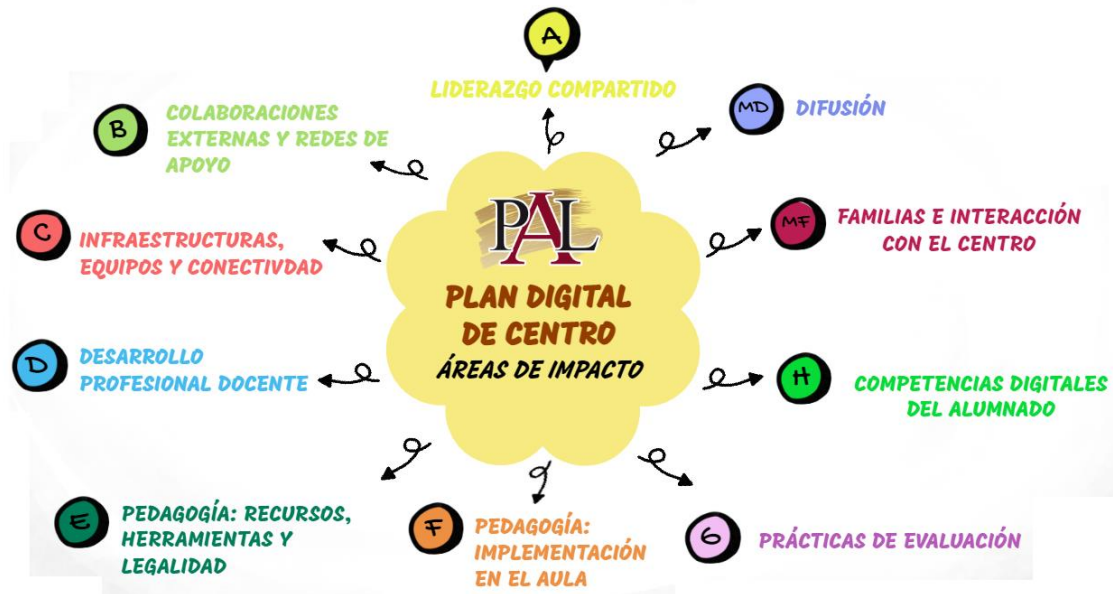 A
LIDERAZGO COMPARTIDO
B
COLABORACIONES
EXTERNAS Y REDES DE
APOYO
MD
DIFUSIÓN
C
INFRAESTRUCTURAS,
EQUIPOS Y CONECTIVDAD
PAL
PLAN DIGITAL
DE CENTRO
ÁREAS DE IMPACTO
MF
FAMILIAS E INTERACCIÓN
CON EL CENTRO
D
DESARROLLO
PROFESIONAL DOCENTE
H
COMPETENCIAS DIGITALES
DEL ALUMNADO
E
PEDAGOGÍA: RECURSOS,
HERRAMIENTAS Y
LEGALIDAD
F
PEDAGOGÍA:
IMPLEMENTACIÓN
EN EL AULA
G
PRÁCTICAS DE EVALUACIÓN